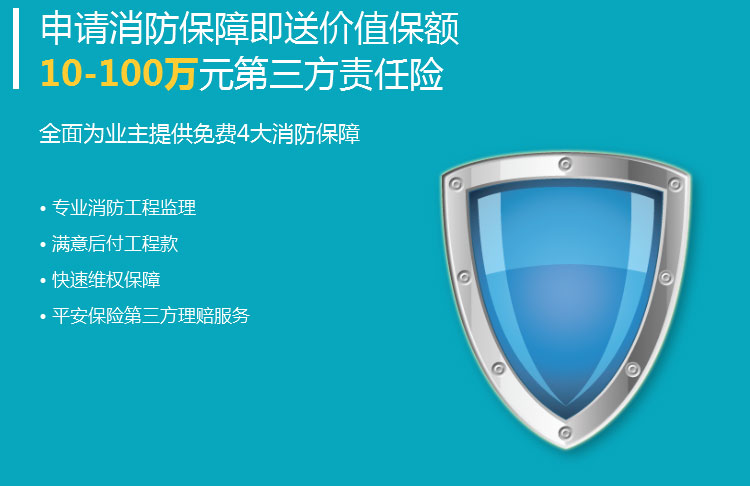 申请消防保障即送价值保额
10-100万元第三方责任险
全面为业主提供免费4大消防保障
• 专业消防工程监理
• 满意后付工程款
• 快速维权保障
• 平安保险第三方理赔服务